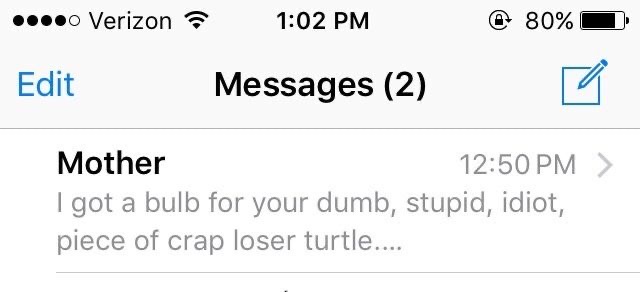 Verizon 1:02 PM 80%
Edit Messages (2)
Mother 12:50 PM
I got a bulb for your dumb, stupid, idiot,
piece of crap loser turtle....